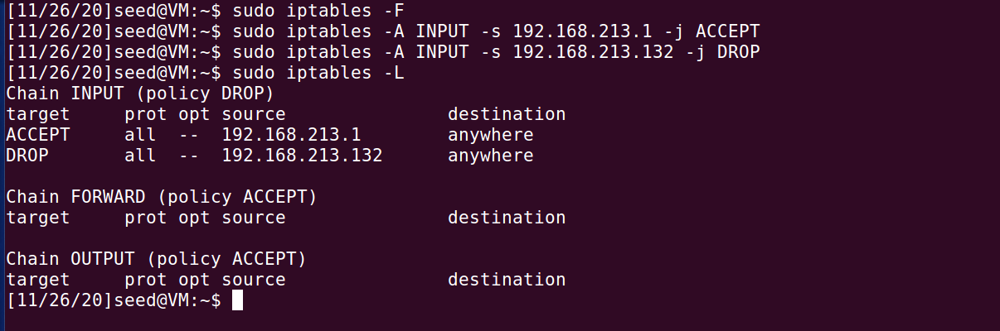 [11/26/20]seed@VM:~$ sudo iptables -F
[11/26/20]seed@VM:~$ sudo iptables -A INPUT -s 192.168.213.1 -j ACCEPT
[11/26/20]seed@VM:~$ sudo iptables -A INPUT -s 192.168.213.132 -j DROP
[11/26/20]seed@VM:~$ sudo iptables -L
Chain INPUT (policy DROP)
target     prot opt source               destination
ACCEPT     all  --  192.168.213.1        anywhere
DROP       all  --  192.168.213.132      anywhere

Chain FORWARD (policy ACCEPT)
target     prot opt source               destination

Chain OUTPUT (policy ACCEPT)
target     prot opt source               destination
[11/26/20]seed@VM:~$